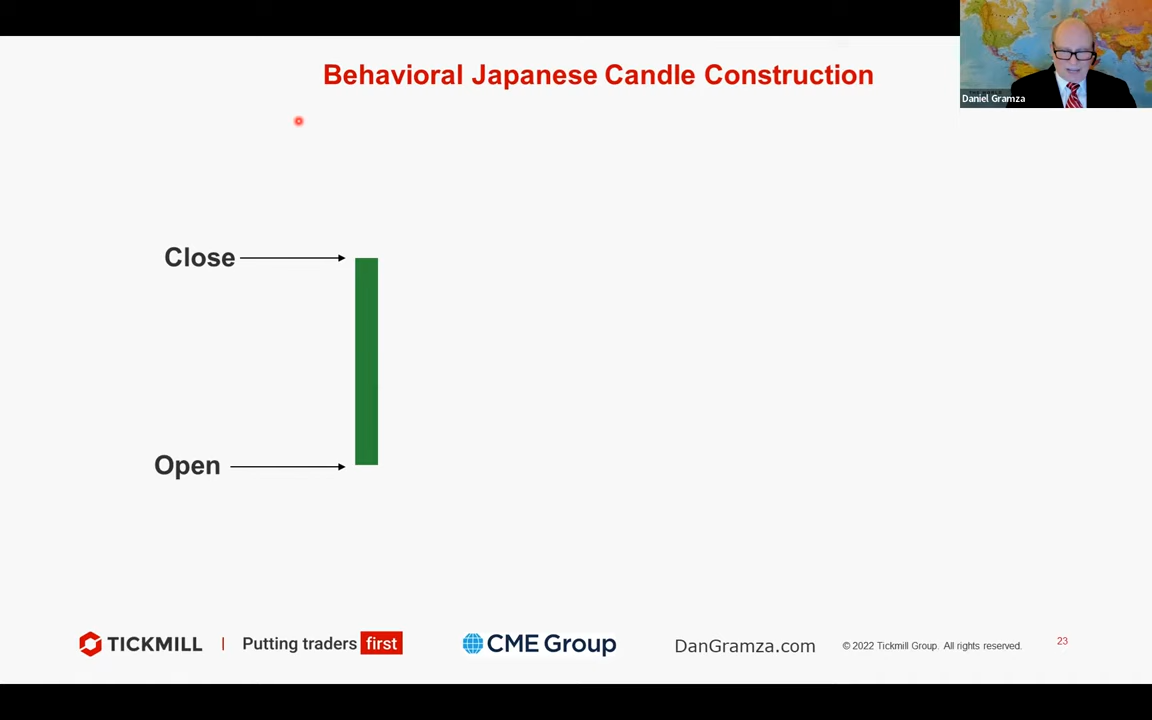 Behavioral Japanese Candle Construction
Daniel Gramza
Close
Open
TICKMILL | Putting traders first
CME Group
DanGramza.com
© 2022 Tickmill Group. All rights reserved.
23